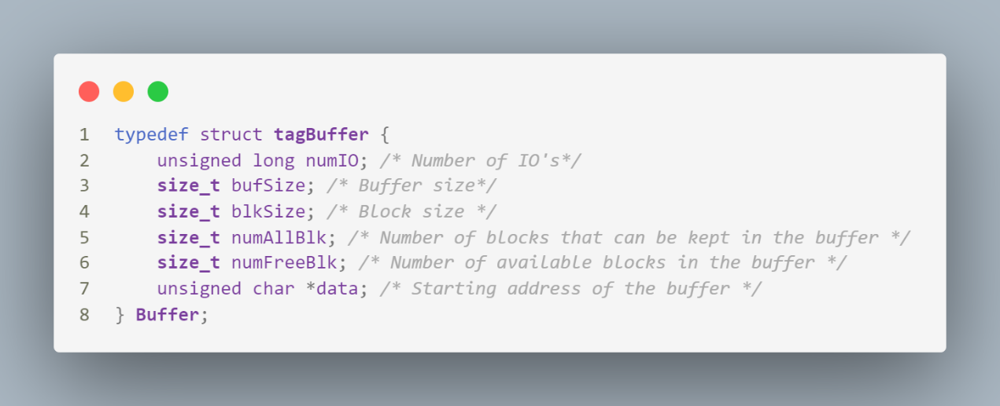 1 typedef struct tagBuffer {
2 unsigned long numIO; /* Number of IO's*/
3 size_t bufSize; /* Buffer size*/
4 size_t blkSize; /* Block size */
5 size_t numAllBlk; /* Number of blocks that can be kept in the buffer */
6 size_t numFreeBlk; /* Number of available blocks in the buffer */
7 unsigned char *data; /* Starting address of the buffer */
8 } Buffer;